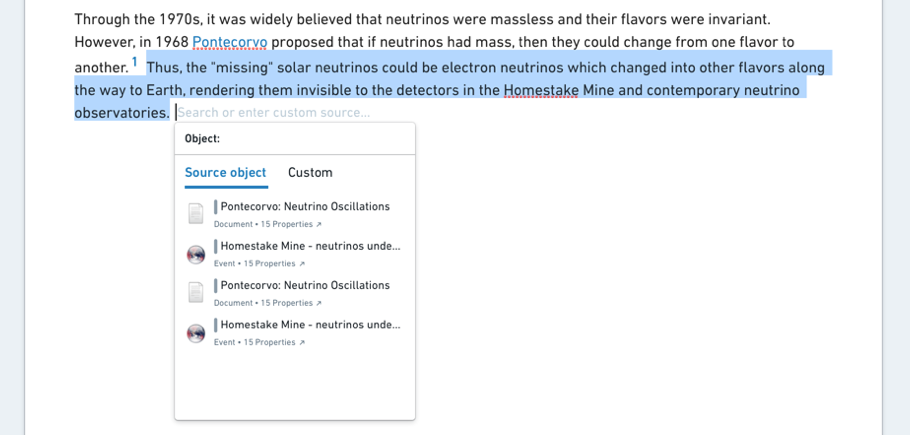 Through the 1970s, it was widely believed that neutrinos were massless and their flavors were invariant.
However, in 1968 Pontecorvo proposed that if neutrinos had mass, then they could change from one flavor to
another. 1 Thus, the "missing" solar neutrinos could be electron neutrinos which changed into other flavors along
the way to Earth, rendering them invisible to the detectors in the Homestake Mine and contemporary neutrino
observatories. Search or enter custom source...
Object:
Source object Custom
Pontecorvo: Neutrino Oscillations
Document • 15 Properties ↗
Homestake Mine - neutrinos unde...
Event • 15 Properties ↗
Pontecorvo: Neutrino Oscillations
Document • 15 Properties ↗
Homestake Mine - neutrinos unde...
Event • 15 Properties ↗